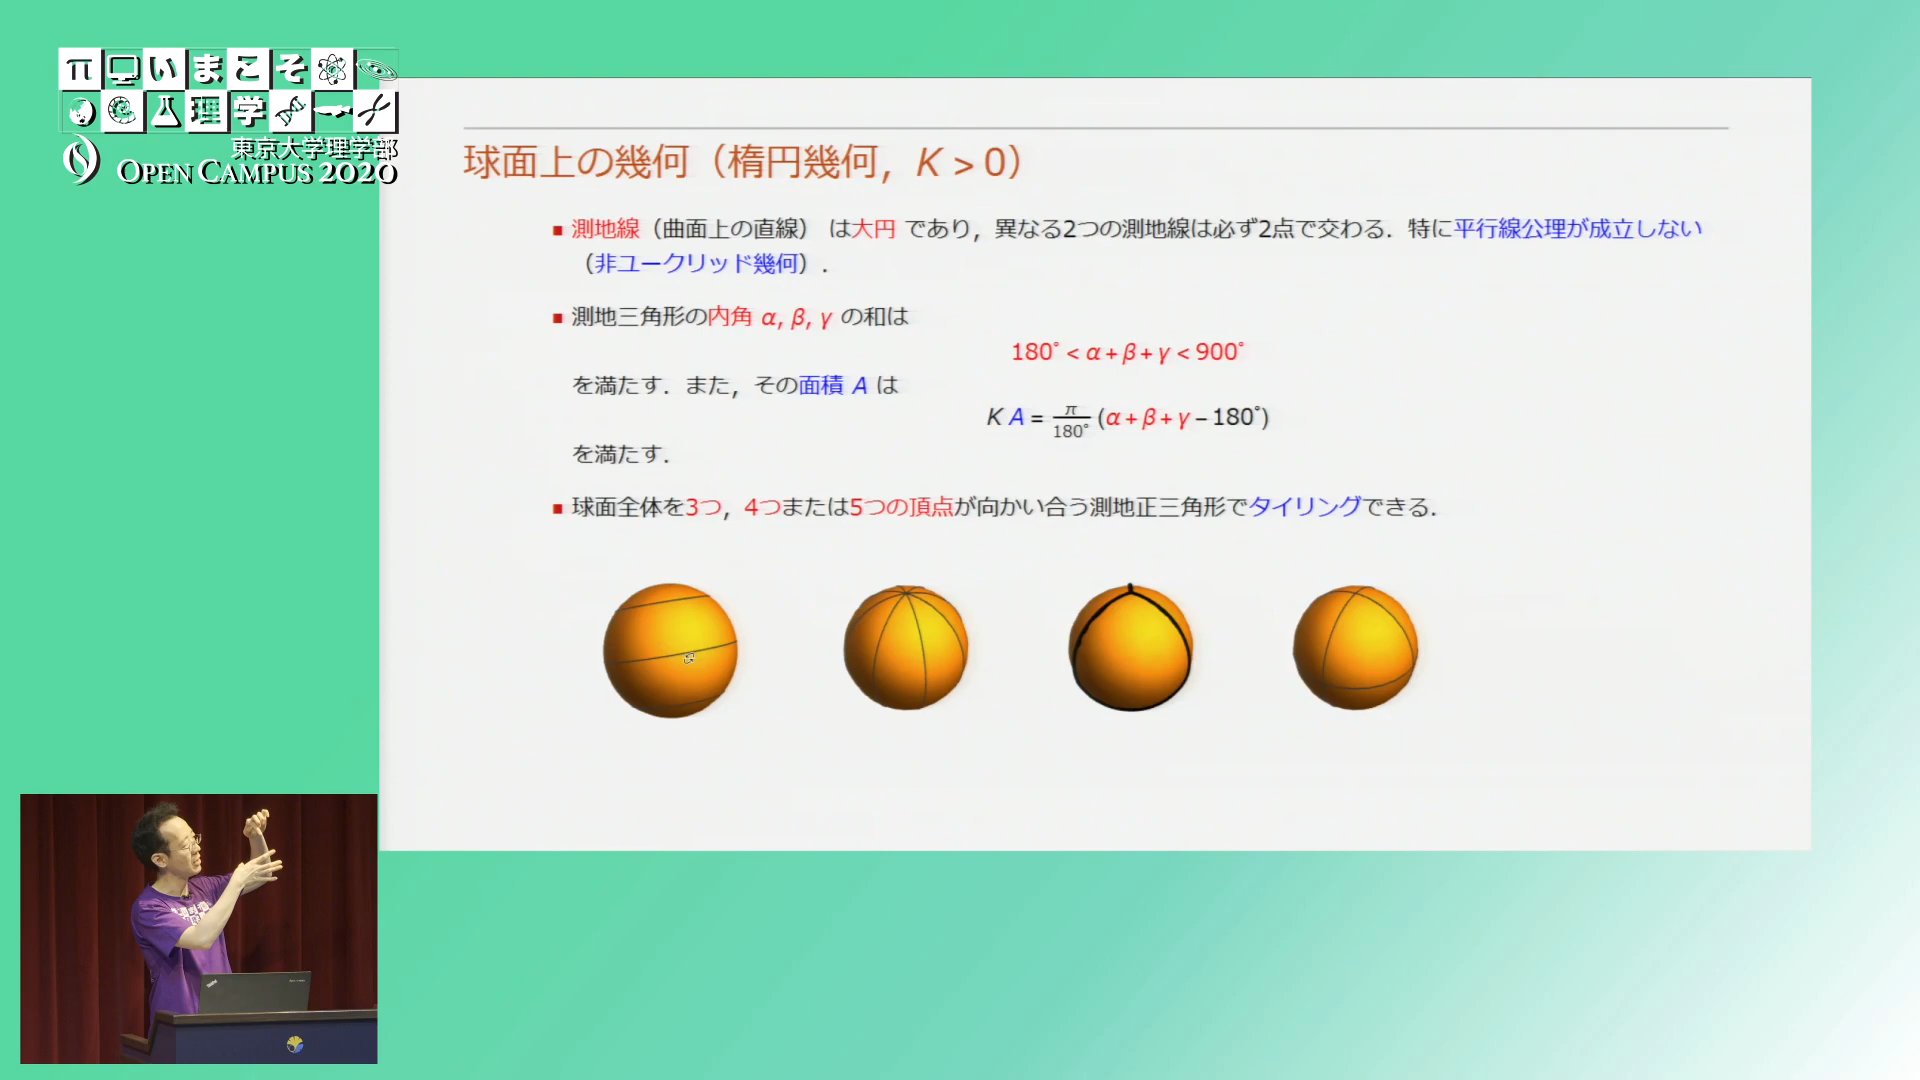 π いまこそ
理学
東京大学理学部
OPEN CAMPUS 2020
球面上の幾何（楕円幾何，K > 0）
■ 測地線（曲面上の直線） は大円 であり，異なる2つの測地線は必ず2点で交わる．特に平行線公理が成立しない
（非ユークリッド幾何）．
■ 測地三角形の内角 α, β, γ の和は
180° < α + β + γ < 900°
を満たす．また，その面積 A は
K A = π/180° (α + β + γ − 180°)
を満たす．
■ 球面全体を3つ，4つまたは5つの頂点が向かい合う測地正三角形でタイリングできる．